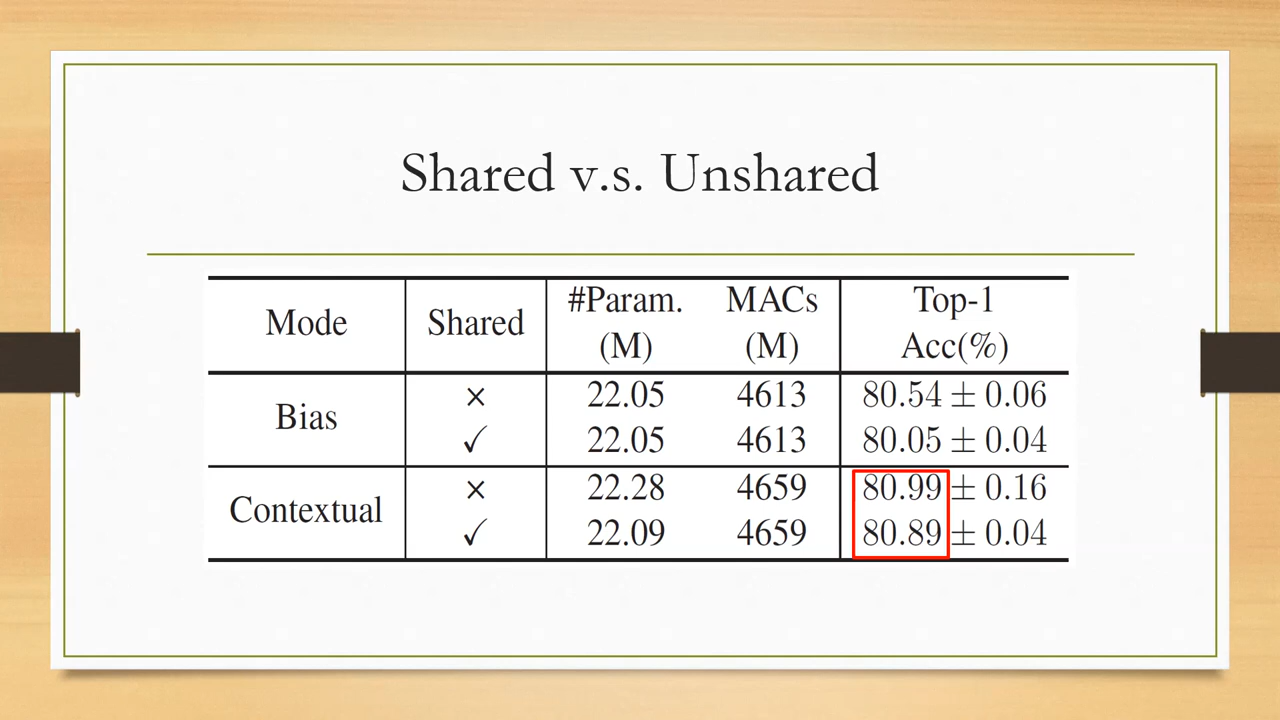 Shared v.s. Unshared
Mode Shared #Param. (M) MACs (M) Top-1 Acc(%)
Bias × 22.05 4613 80.54 ± 0.06
✓ 22.05 4613 80.05 ± 0.04
Contextual × 22.28 4659 80.99 ± 0.16
✓ 22.09 4659 80.89 ± 0.04